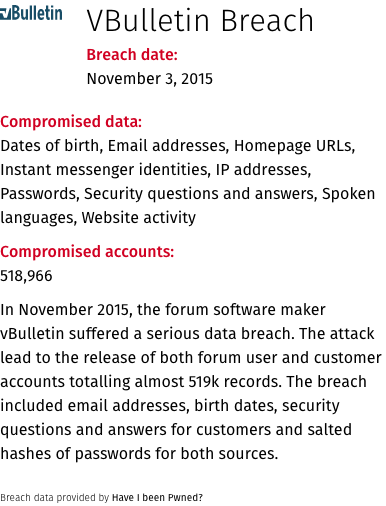 vBulletin
VBulletin Breach
Breach date:
November 3, 2015
Compromised data:
Dates of birth, Email addresses, Homepage URLs,
Instant messenger identities, IP addresses,
Passwords, Security questions and answers, Spoken
languages, Website activity
Compromised accounts:
518,966
In November 2015, the forum software maker
vBulletin suffered a serious data breach. The attack
lead to the release of both forum user and customer
accounts totalling almost 519k records. The breach
included email addresses, birth dates, security
questions and answers for customers and salted
hashes of passwords for both sources.
Breach data provided by Have I been Pwned?